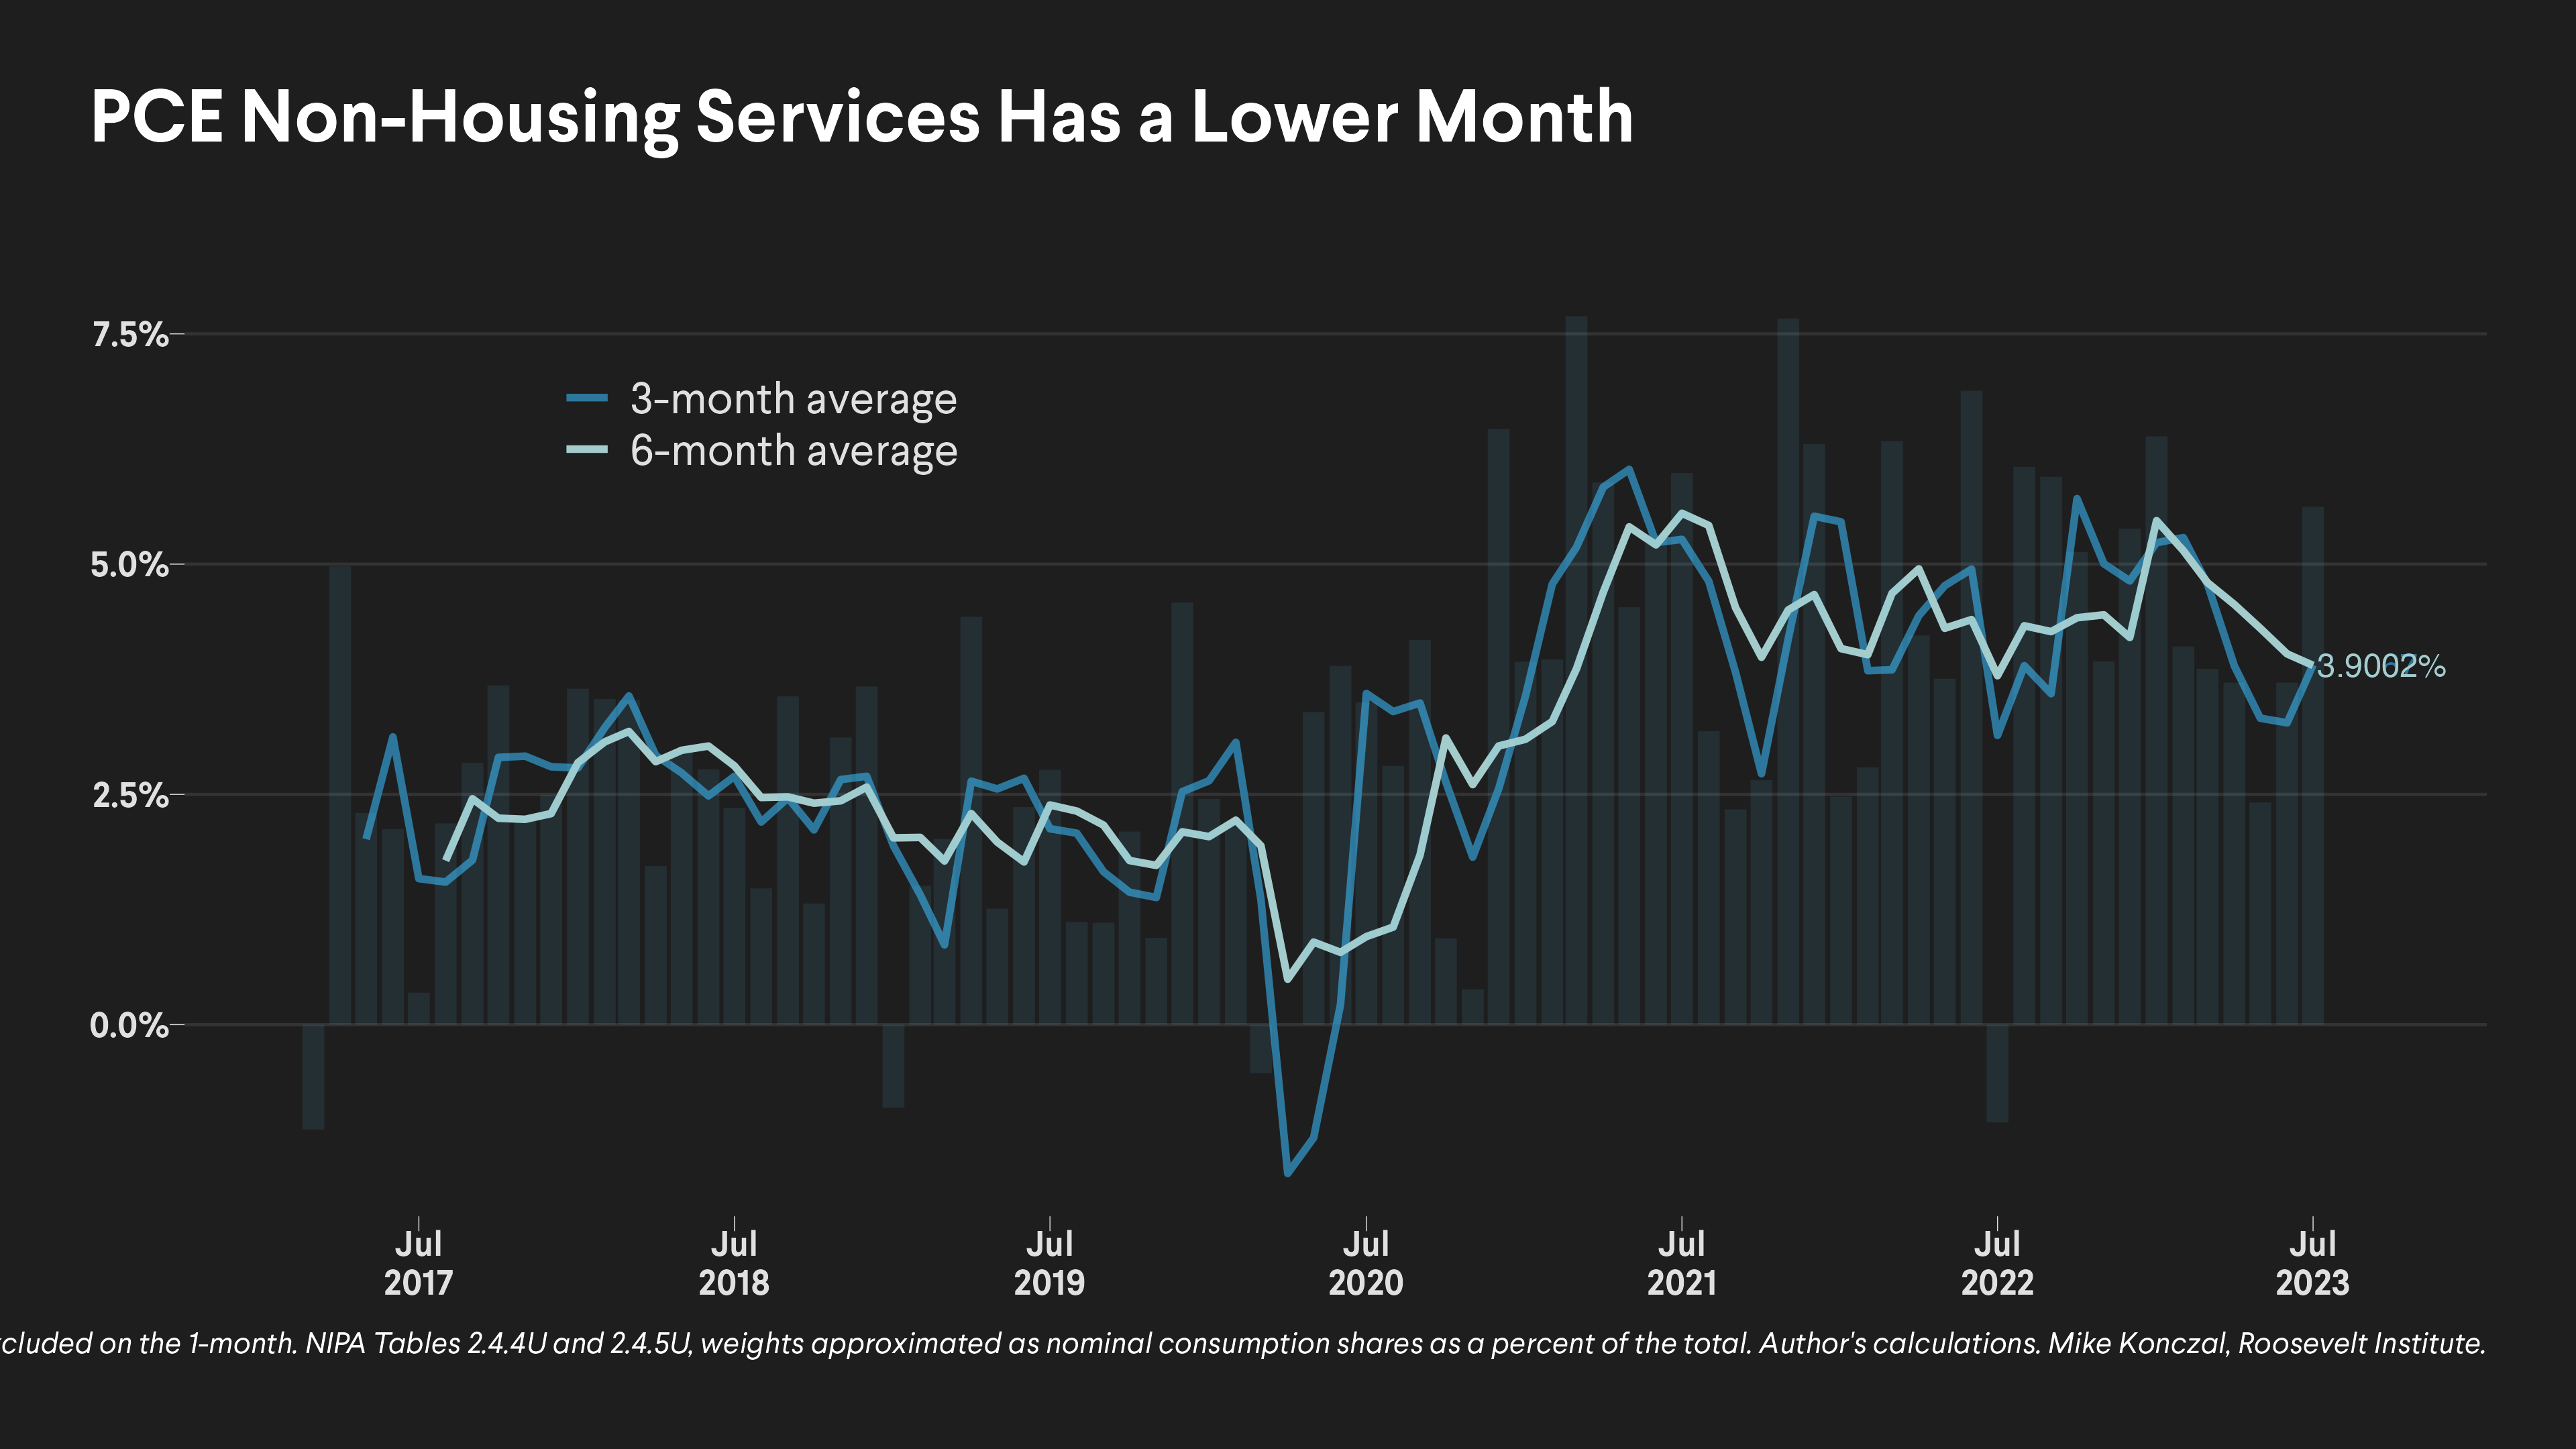 PCE Non-Housing Services Has a Lower Month
7.5%
3-month average
6-month average
5.0%
3.9002%
2.5%
0.0%
Jul
2017
Jul
2018
Jul
2019
Jul
2020
Jul
2021
Jul
2022
Jul
2023
on the 1-month. NIPA Tables 2.4.4U and 2.4.5U, weights approximated as nominal consumption shares as a percent of the total. Author's calculations. Mike Konczal, Roosevelt Institute.